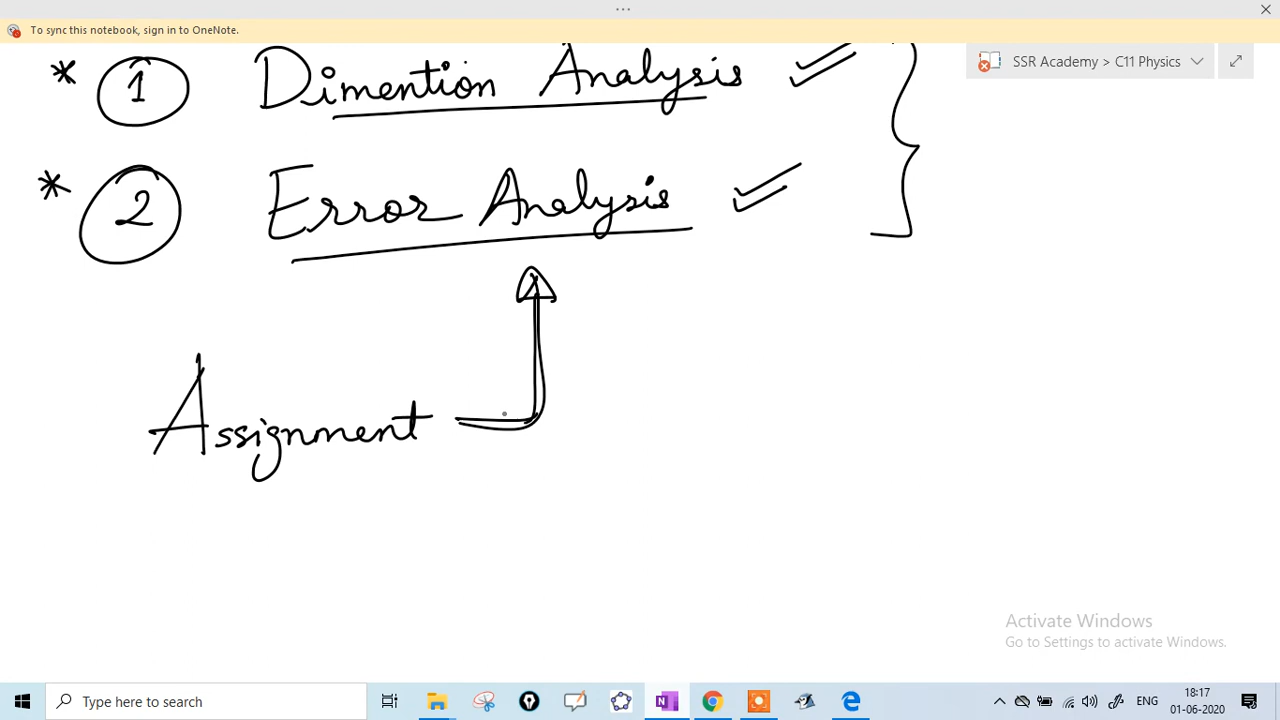 To sync this notebook, sign in to OneNote.
SSR Academy > C11 Physics
* 1 Dimention Analysis
* 2 Error Analysis
Assignment
Activate Windows
Go to Settings to activate Windows.
Type here to search
ENG
18:17
01-06-2020